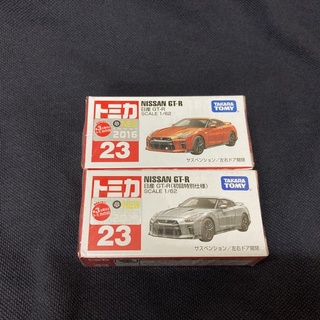 トミカ
NEW
2016
23
NISSAN GT-R
日産 GT-R
SCALE 1/62
TAKARA TOMY
サスペンション/左右ドア開閉
トミカ
NEW
23
NISSAN GT-R
日産 GT-R(初回特別仕様)
SCALE 1/62
TAKARA TOMY
サスペンション/左右ドア開閉